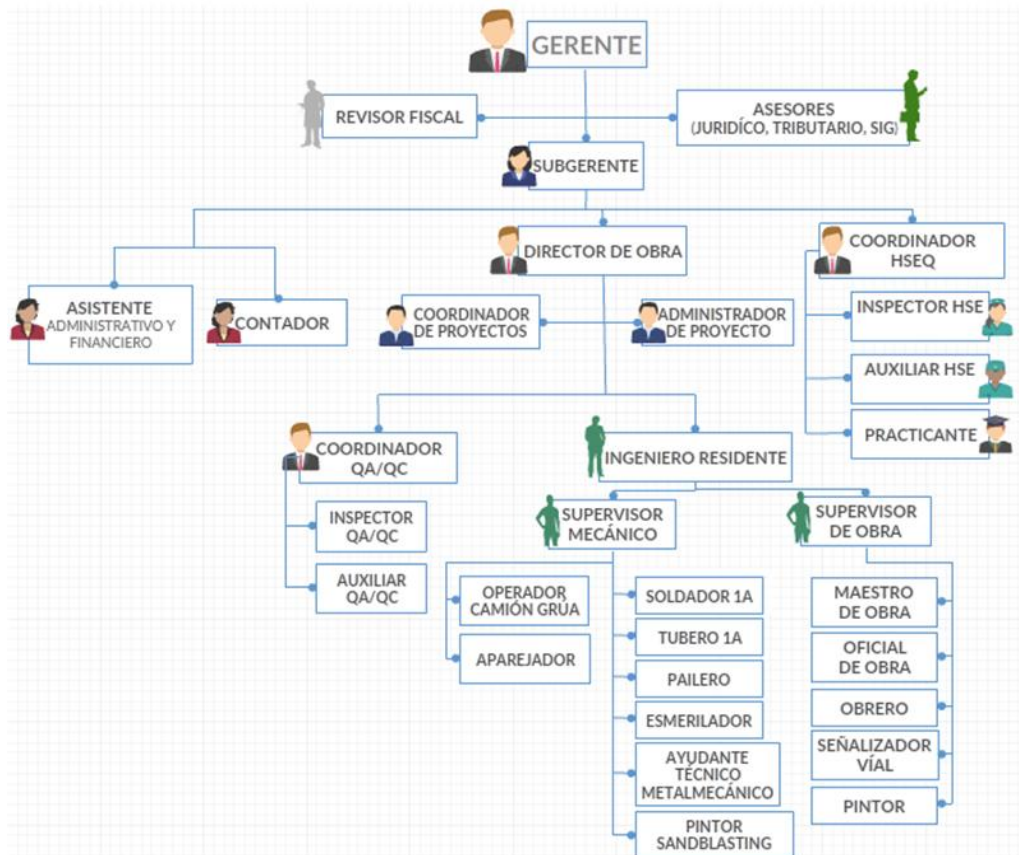 GERENTE
REVISOR FISCAL
ASESORES
(JURIDÍCO, TRIBUTARIO, SIG)
SUBGERENTE
DIRECTOR DE OBRA
COORDINADOR
HSEQ
ASISTENTE
ADMINISTRATIVO Y
FINANCIERO
CONTADOR
COORDINADOR
DE PROYECTOS
ADMINISTRADOR
DE PROYECTO
INSPECTOR HSE
AUXILIAR HSE
PRACTICANTE
COORDINADOR
QA/QC
INGENIERO RESIDENTE
INSPECTOR
QA/QC
AUXILIAR
QA/QC
SUPERVISOR
MECÁNICO
SUPERVISOR
DE OBRA
OPERADOR
CAMIÓN GRÚA
APAREJADOR
SOLDADOR 1A
TUBERO 1A
PAILERO
ESMERILADOR
AYUDANTE
TÉCNICO
METALMECÁNICO
PINTOR
SANDBLASTING
MAESTRO
DE OBRA
OFICIAL
DE OBRA
OBRERO
SEÑALIZADOR
VÍAL
PINTOR